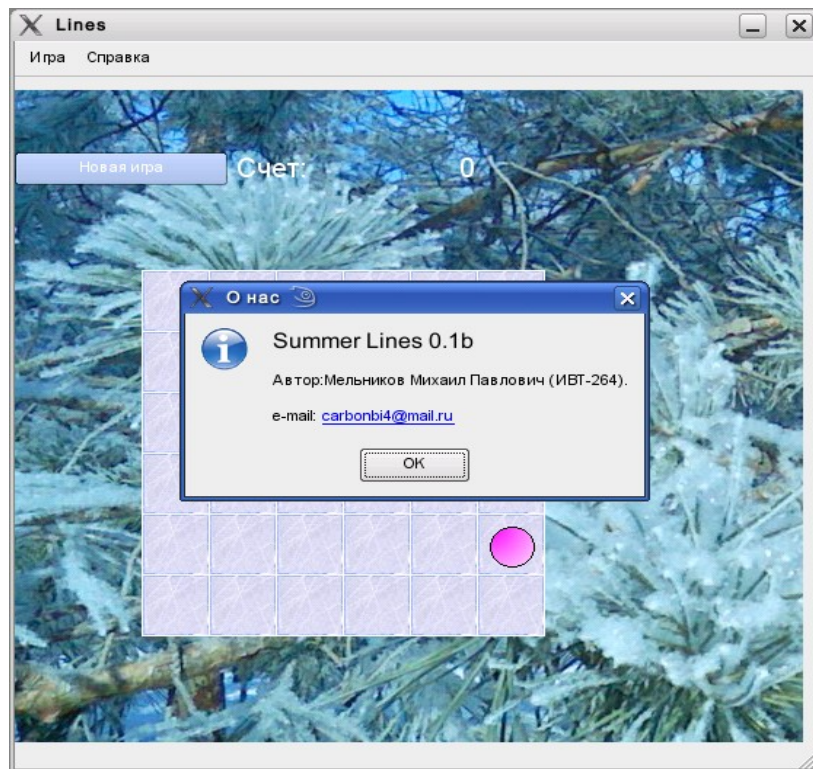 Lines
Игра Справка
Новая игра Счет: 0
О нас
Summer Lines 0.1b
Автор:Мельников Михаил Павлович (ИВТ-264).
e-mail: carbonbi4@mail.ru
OK